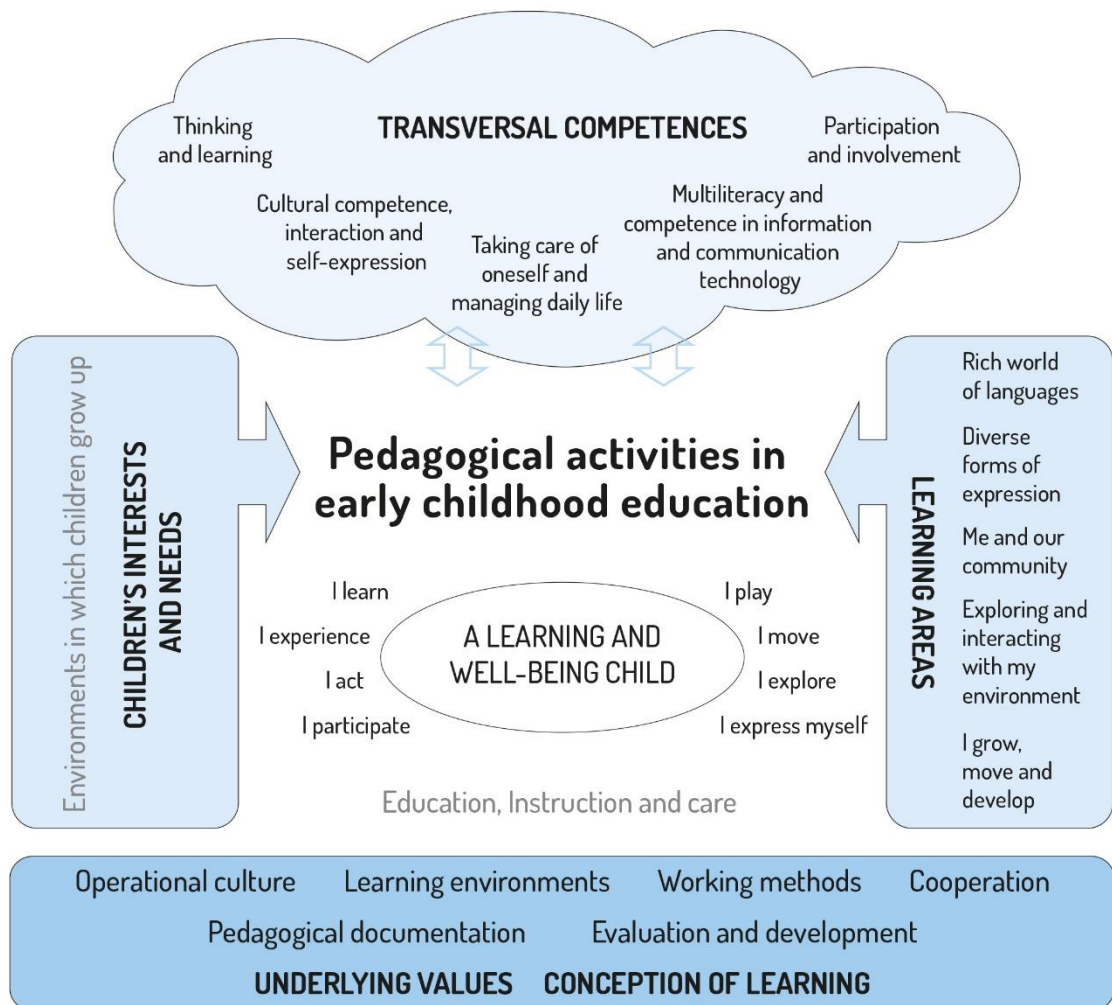 TRANSVERSAL COMPETENCES
Thinking
and learning
Cultural competence,
interaction and
self-expression
Taking care of
oneself and
managing daily life
Multiliteracy and
competence in information
and communication
technology
Participation
and involvement
Environments in which children grow up
CHILDREN'S INTERESTS
AND NEEDS
Pedagogical activities in
early childhood education
I learn
I experience
I act
I participate
A LEARNING AND
WELL-BEING CHILD
I play
I move
I explore
I express myself
Education, Instruction and care
LEARNING AREAS
Rich world
of languages
Diverse
forms of
expression
Me and our
community
Exploring and
interacting
with my
environment
I grow,
move and
develop
Operational culture Learning environments Working methods Cooperation
Pedagogical documentation Evaluation and development
UNDERLYING VALUES CONCEPTION OF LEARNING